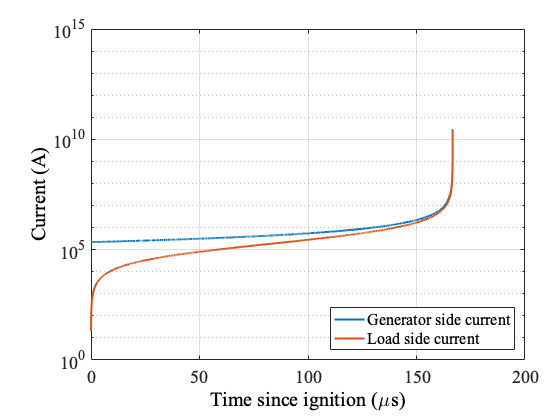 10^15
10^10
10^5
10^0
Current (A)
0 50 100 150 200
Time since ignition (μs)
Generator side current
Load side current